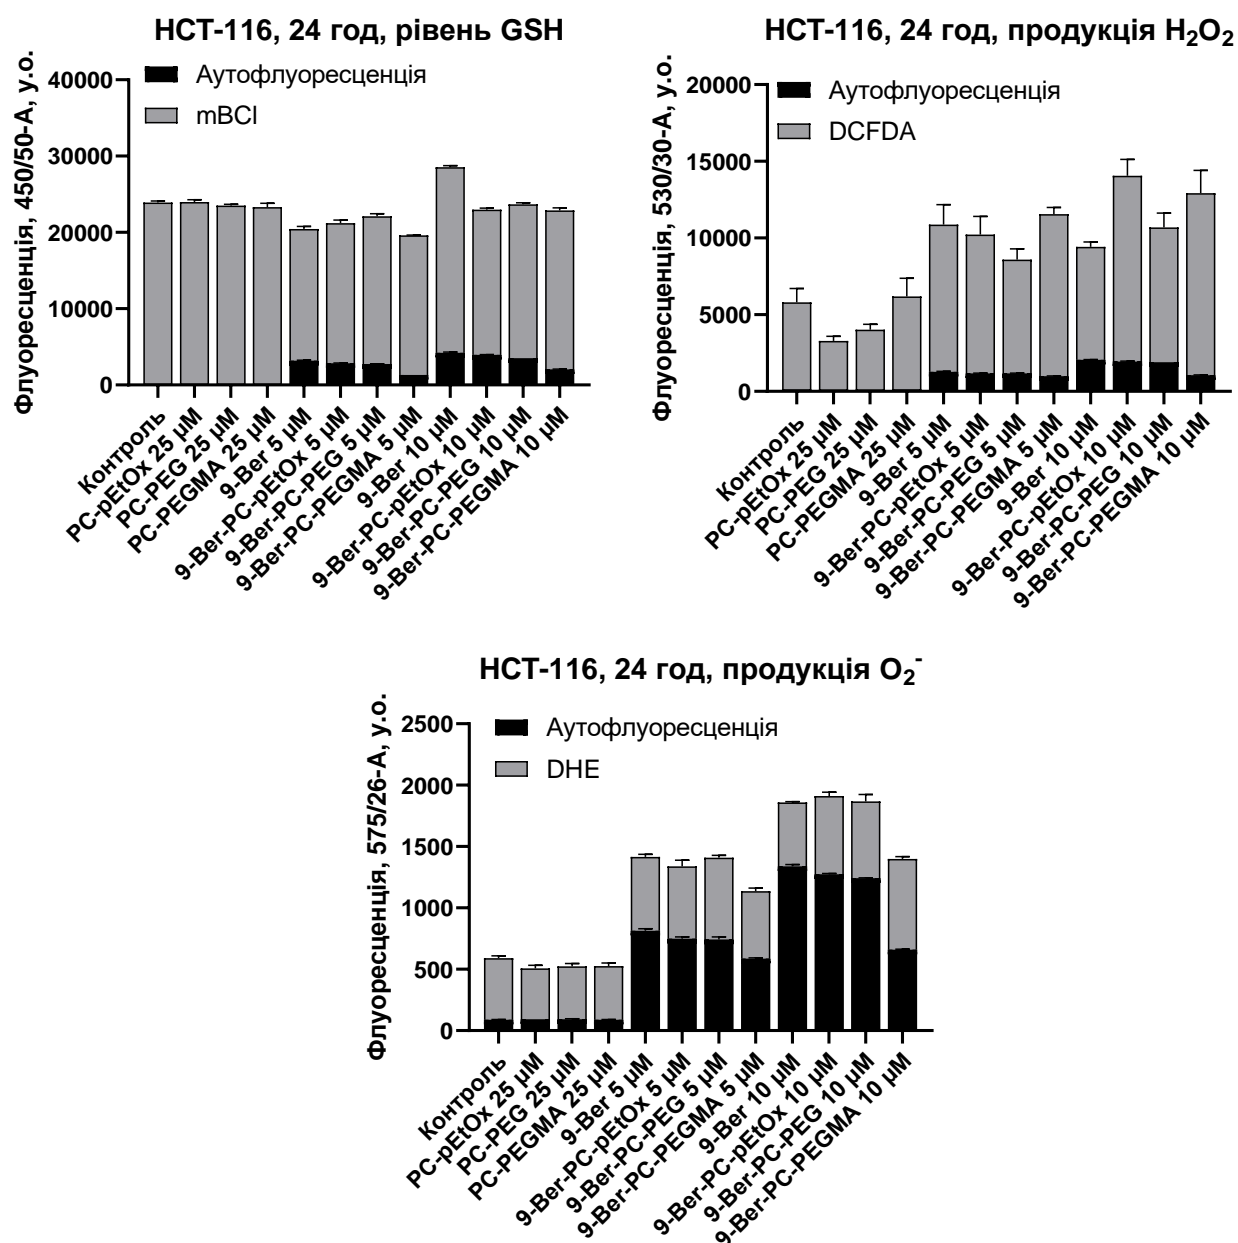 HCT-116, 24 год, рівень GSH
Флуоресценція, 450/50-A, у.о.
40000
30000
20000
10000
0
Аутофлуоресценція
mBCl
Контроль
PC-pEtOx 25 µM
PC-PEG 25 µM
PC-PEGMA 25 µM
9-Ber 5 µM
9-Ber-PC-pEtOx 5 µM
9-Ber-PC-PEG 5 µM
9-Ber-PC-PEGMA 5 µM
9-Ber 10 µM
9-Ber-PC-pEtOx 10 µM
9-Ber-PC-PEG 10 µM
9-Ber-PC-PEGMA 10 µM
HCT-116, 24 год, продукція H₂O₂
Флуоресценція, 530/30-A, у.о.
20000
15000
10000
5000
0
Аутофлуоресценція
DCFDA
Контроль
PC-pEtOx 25 µM
PC-PEG 25 µM
PC-PEGMA 25 µM
9-Ber 5 µM
9-Ber-PC-pEtOx 5 µM
9-Ber-PC-PEG 5 µM
9-Ber-PC-PEGMA 5 µM
9-Ber 10 µM
9-Ber-PC-pEtOx 10 µM
9-Ber-PC-PEG 10 µM
9-Ber-PC-PEGMA 10 µM
HCT-116, 24 год, продукція O₂⁻
Флуоресценція, 575/26-A, у.о.
2500
2000
1500
1000
500
0
Аутофлуоресценція
DHE
Контроль
PC-pEtOx 25 µM
PC-PEG 25 µM
PC-PEGMA 25 µM
9-Ber 5 µM
9-Ber-PC-pEtOx 5 µM
9-Ber-PC-PEG 5 µM
9-Ber-PC-PEGMA 5 µM
9-Ber 10 µM
9-Ber-PC-pEtOx 10 µM
9-Ber-PC-PEG 10 µM
9-Ber-PC-PEGMA 10 µM